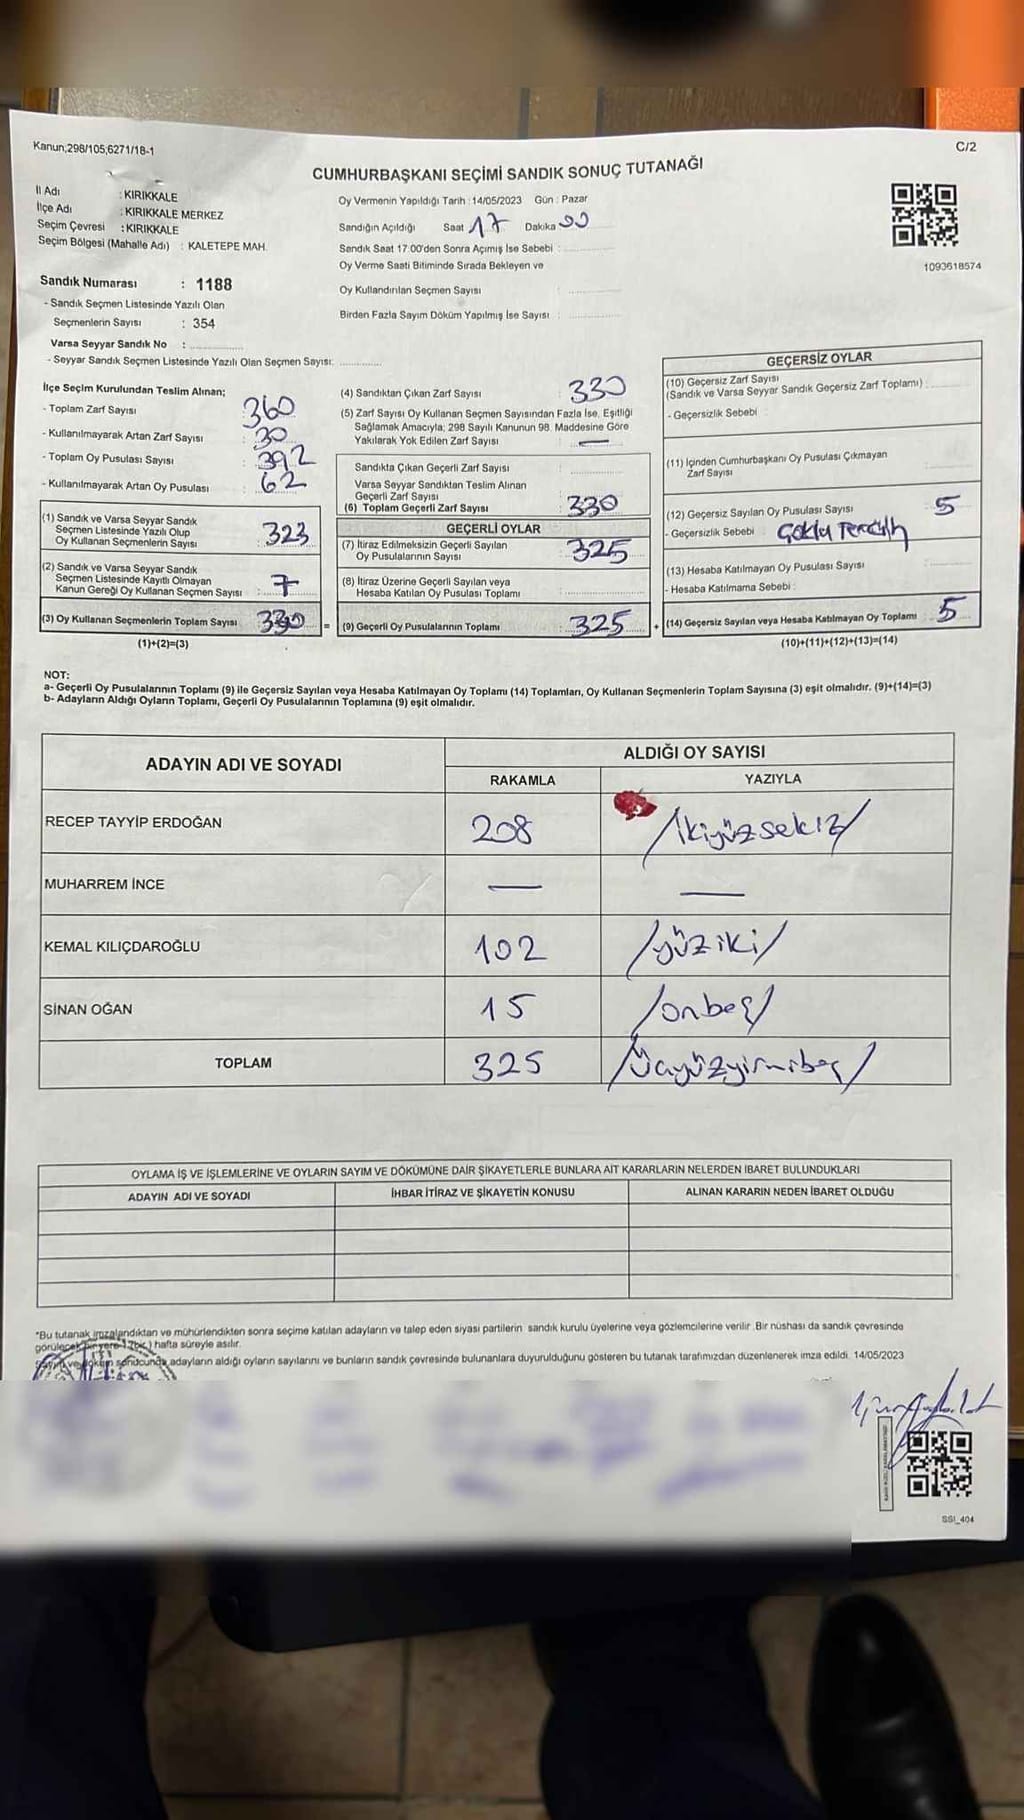 Kanun;298/105,6271/18-1
C/2
CUMHURBAŞKANI SEÇİMİ SANDIK SONUÇ TUTANAĞI
İl Adı : KIRIKKALE
İlçe Adı : KIRIKKALE MERKEZ
Seçim Çevresi : KIRIKKALE
Seçim Bölgesi (Mahalle Adı) : KALETEPE MAH.
Oy Vermenin Yapıldığı Tarih : 14/05/2023 Gün : Pazar
Sandığın Açıldığı Saat 17 Dakika 00
Sandık Saat 17:00'den Sonra Açımış İse Sebebi :
Oy Verme Saati Bitiminde Sırada Bekleyen ve
Oy Kullandırılan Seçmen Sayısı :
Birden Fazla Sayım Döküm Yapılmış İse Sayısı :
1093618574
Sandık Numarası : 1188
- Sandık Seçmen Listesinde Yazılı Olan
Seçmenlerin Sayısı : 354
Varsa Seyyar Sandık No :
- Seyyar Sandık Seçmen Listesinde Yazılı Olan Seçmen Sayısı:
İlçe Seçim Kurulundan Teslim Alınan;
- Toplam Zarf Sayısı : 360
- Kullanılmayarak Artan Zarf Sayısı : 30
- Toplam Oy Pusulası Sayısı : 392
- Kullanılmayarak Artan Oy Pusulası : 62
(1) Sandık ve Varsa Seyyar Sandık
Seçmen Listesinde Yazılı Olup
Oy Kullanan Seçmenlerin Sayısı 323
(2) Sandık ve Varsa Seyyar Sandık
Seçmen Listesinde Kayıtlı Olmayan
Kanun Gereği Oy Kullanan Seçmen Sayısı : 7
(3) Oy Kullanan Seçmenlerin Toplam Sayısı 330 =
(1)+(2)=(3)
(4) Sandıktan Çıkan Zarf Sayısı : 330
(5) Zarf Sayısı Oy Kullanan Seçmen Sayısından Fazla İse, Eşitliği
Sağlamak Amacıyla; 298 Sayılı Kanunun 98. Maddesine Göre
Yakılarak Yok Edilen Zarf Sayısı : —
Sandıkta Çıkan Geçerli Zarf Sayısı
Varsa Seyyar Sandıktan Teslim Alınan
Geçerli Zarf Sayısı
(6) Toplam Geçerli Zarf Sayısı 330
GEÇERLİ OYLAR
(7) İtiraz Edilmeksizin Geçerli Sayılan
Oy Pusulalarının Sayısı 325
(8) İtiraz Üzerine Geçerli Sayılan veya
Hesaba Katılan Oy Pusulası Toplamı
(9) Geçerli Oy Pusulalarının Toplamı : 325 +
GEÇERSİZ OYLAR
(10) Geçersiz Zarf Sayısı
(Sandık ve Varsa Seyyar Sandık Geçersiz Zarf Toplamı) :
- Geçersizlik Sebebi :
(11) İçinden Cumhurbaşkanı Oy Pusulası Çıkmayan
Zarf Sayısı
(12) Geçersiz Sayılan Oy Pusulası Sayısı 5
- Geçersizlik Sebebi : Çoklu Tercih
(13) Hesaba Katılmayan Oy Pusulası Sayısı
- Hesaba Katılmama Sebebi :
(14) Geçersiz Sayılan veya Hesaba Katılmayan Oy Toplamı : 5
(10)+(11)+(12)+(13)=(14)
NOT:
a- Geçerli Oy Pusulalarının Toplamı (9) ile Geçersiz Sayılan veya Hesaba Katılmayan Oy Toplamı (14) Toplamları, Oy Kullanan Seçmenlerin Toplam Sayısına (3) eşit olmalıdır. (9)+(14)=(3)
b- Adayların Aldığı Oyların Toplamı, Geçerli Oy Pusulalarının Toplamına (9) eşit olmalıdır.
ADAYIN ADI VE SOYADI
ALDIĞI OY SAYISI
RAKAMLA YAZIYLA
RECEP TAYYİP ERDOĞAN 208 /ikiyüzsekiz/
MUHARREM İNCE — —
KEMAL KILIÇDAROĞLU 102 /yüziki/
SİNAN OĞAN 15 /onbeş/
TOPLAM 325 /Üçyüzyirmibeş/
OYLAMA İŞ VE İŞLEMLERİNE VE OYLARIN SAYIM VE DÖKÜMÜNE DAİR ŞİKAYETLERLE BUNLARA AİT KARARLARIN NELERDEN İBARET BULUNDUKLARI
ADAYIN ADI VE SOYADI İHBAR İTİRAZ VE ŞİKAYETİN KONUSU ALINAN KARARIN NEDEN İBARET OLDUĞU
*Bu tutanak imzalandıktan ve mühürlendikten sonra seçime katılan adayların ve talep eden siyasi partilerin sandık kurulu üyelerine veya gözlemcilerine verilir. Bir nüshası da sandık çevresinde
görülecek bir yere 1 (bir) hafta süreyle asılır.
Sayım ve döküm sonucunda, adayların aldığı oyların sayılarını ve bunların sandık çevresinde bulunanlara duyurulduğunu gösteren bu tutanak tarafımızdan düzenlenerek imza edildi. 14/05/2023
SSI_404